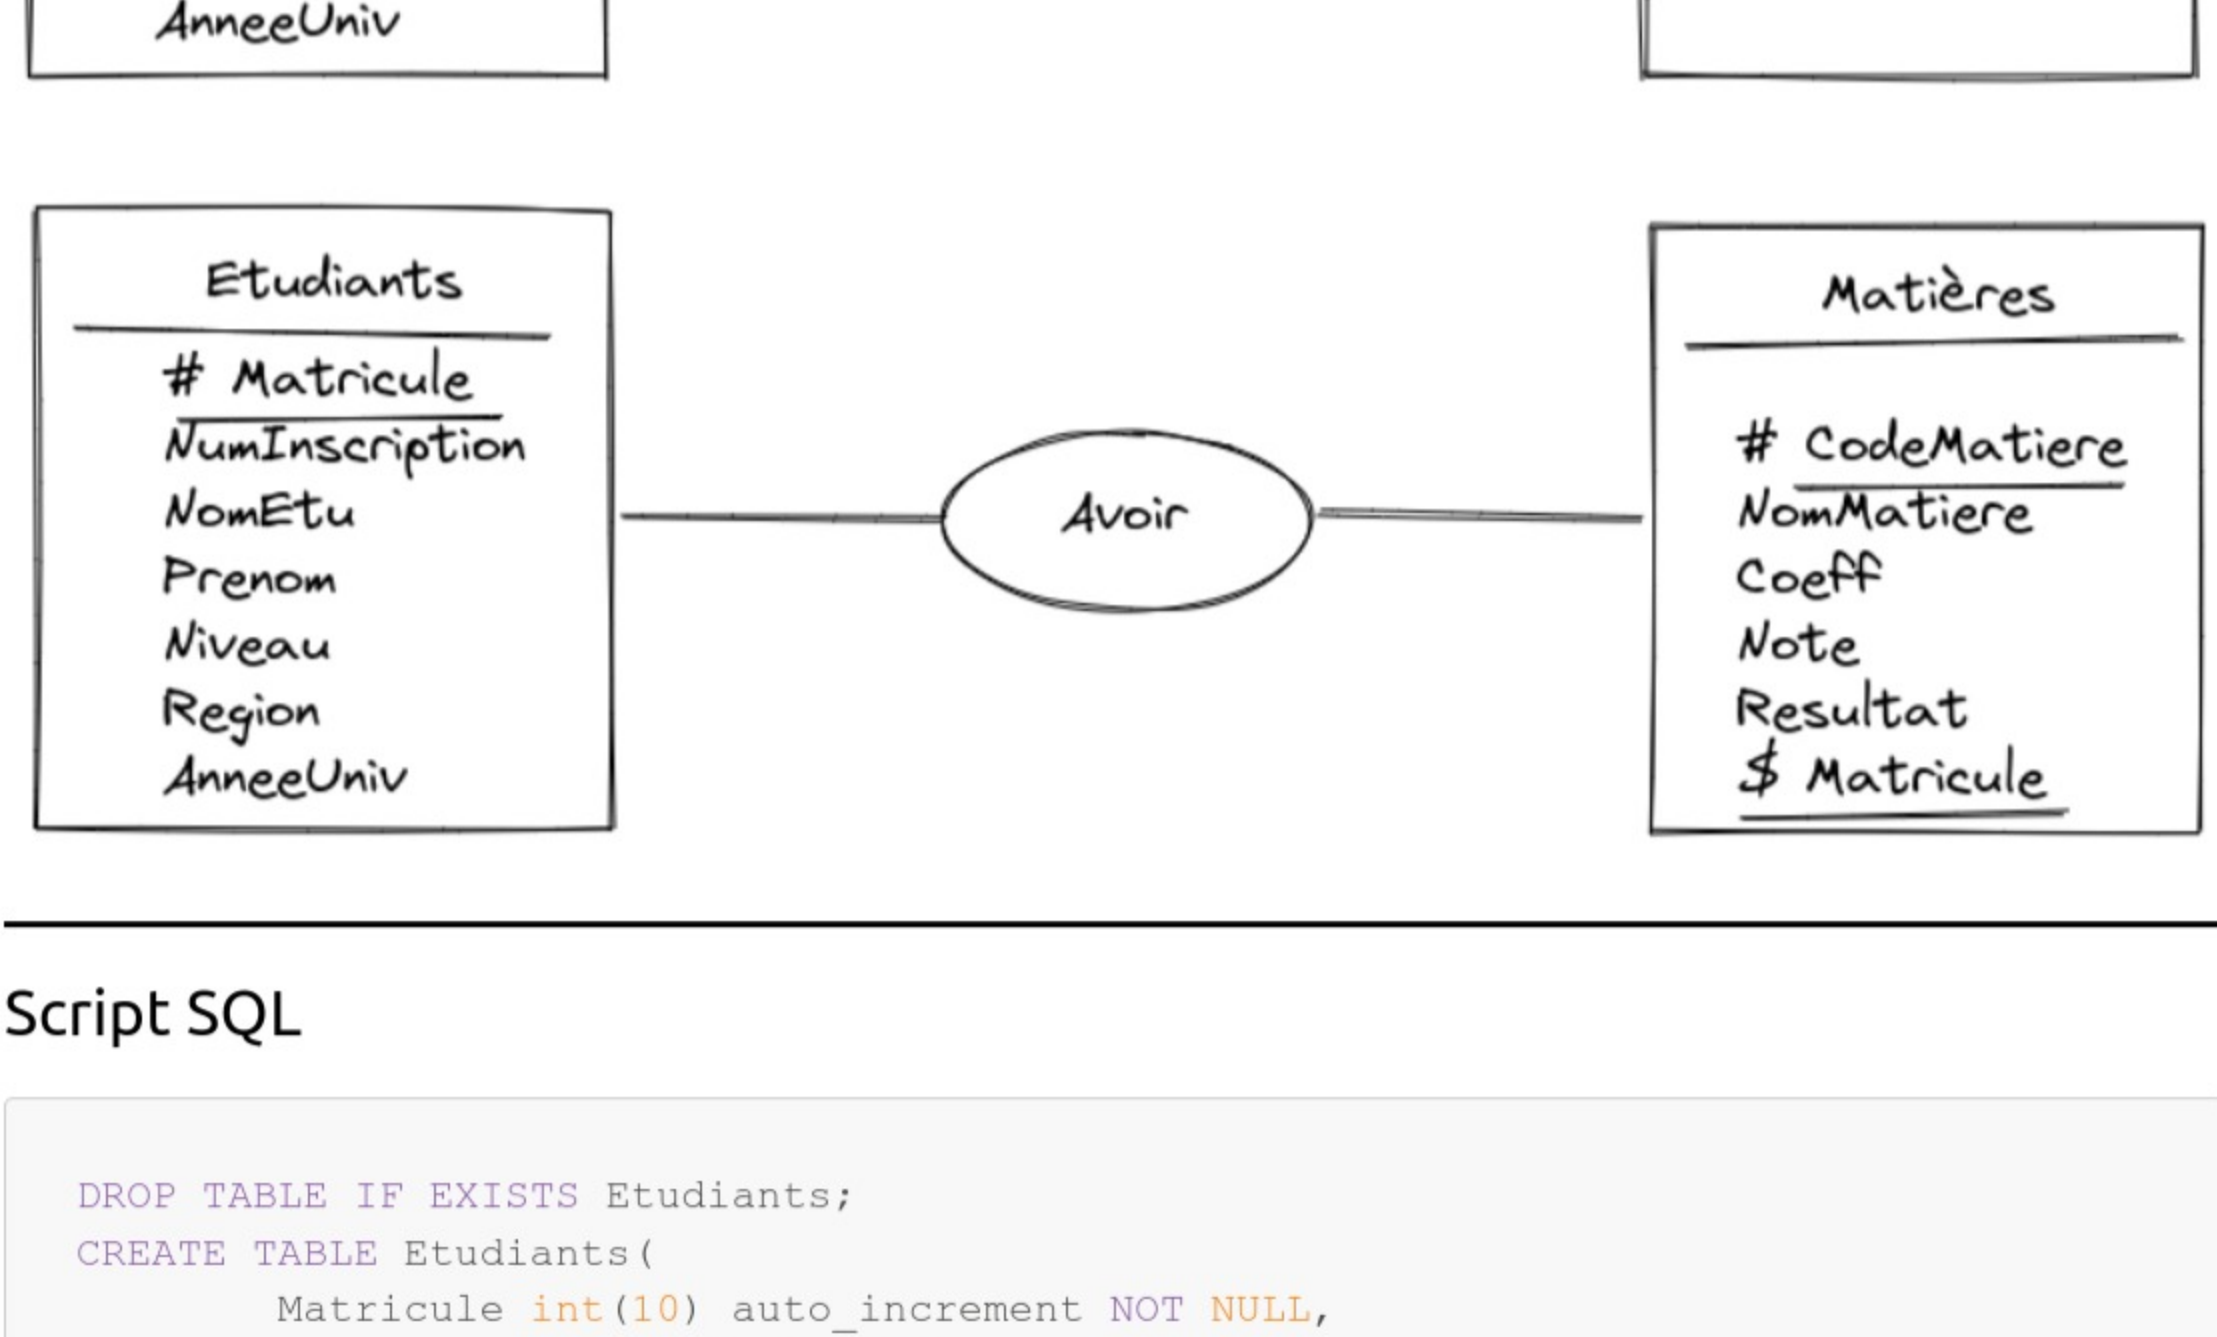 AnneeUniv
Etudiants
# Matricule
NumInscription
NomEtu
Prenom
Niveau
Region
AnneeUniv
Avoir
Matières
# CodeMatiere
NomMatiere
Coeff
Note
Resultat
$ Matricule
Script SQL
DROP TABLE IF EXISTS Etudiants;
CREATE TABLE Etudiants(
Matricule int(10) auto_increment NOT NULL,